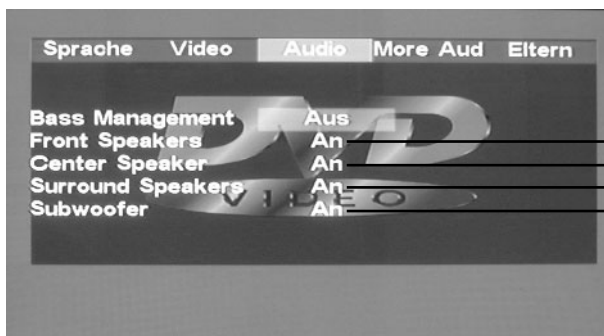 Sprache Video Audio More Aud Eltern
Bass Management Aus
Front Speakers An
Center Speaker An
Surround Speakers An
Subwoofer An
DVD
VIDEO